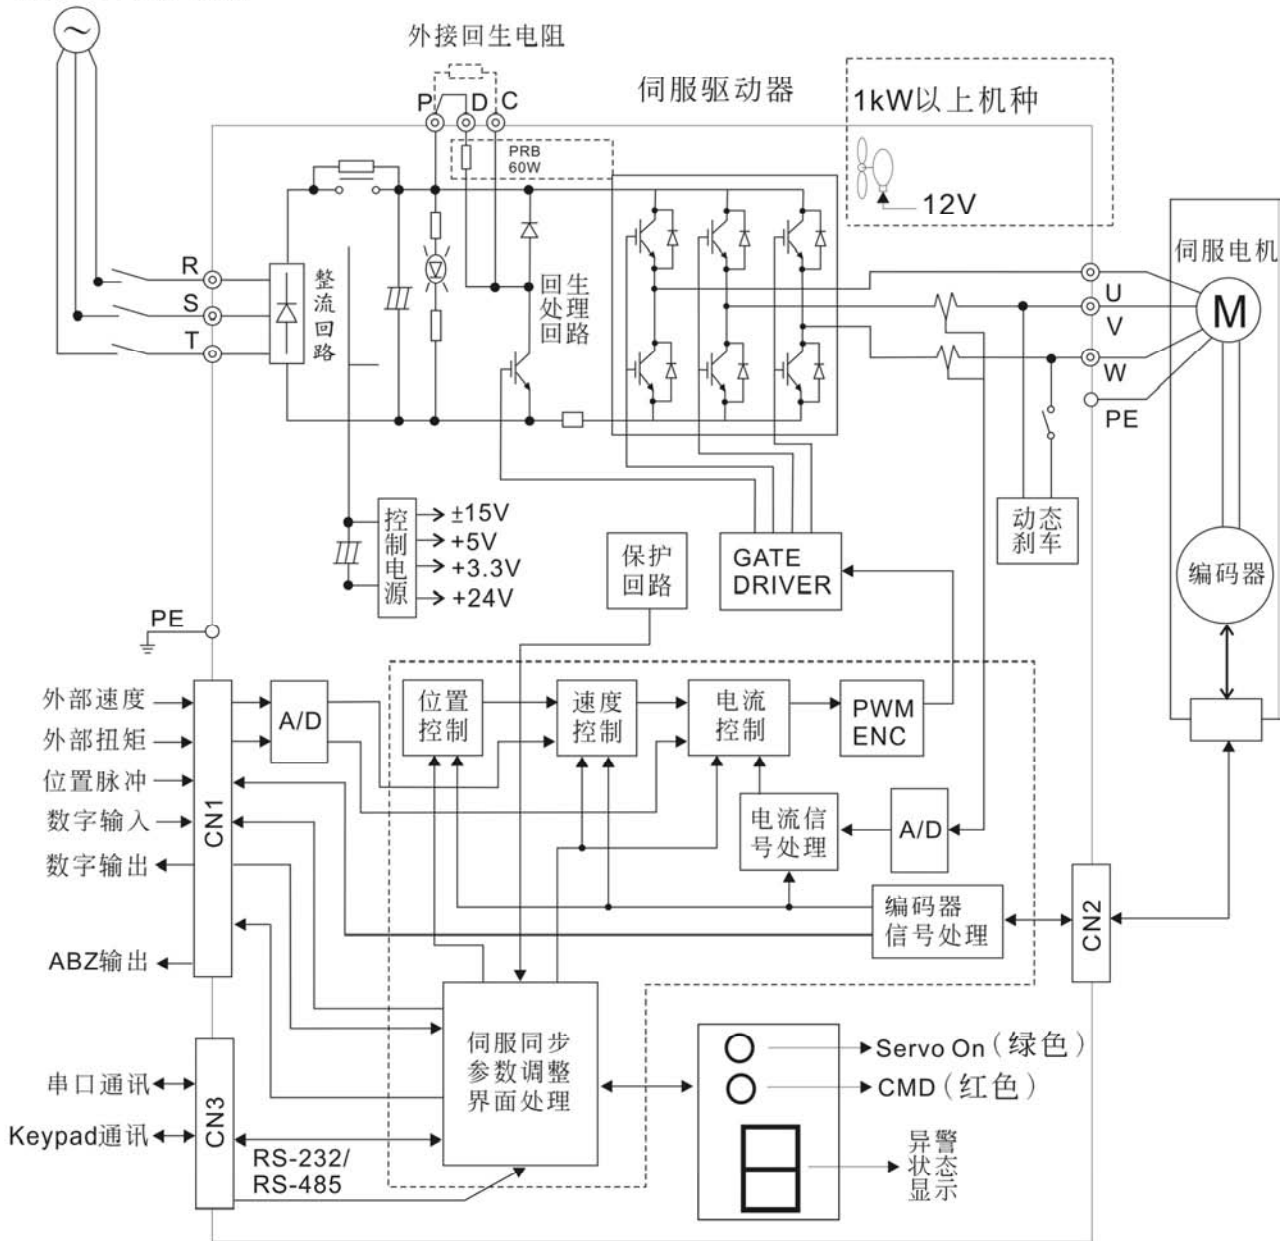 ~
外接回生电阻
P
D
C
伺服驱动器
1kW以上机种
12V
PRB
60W
伺服电机
M
R
S
T
整
流
回
路
回生
处理
回路
U
V
W
PE
控
制
电
源
±15V
+5V
+3.3V
+24V
保护
回路
GATE
DRIVER
动态
刹车
编码器
PE
外部速度
外部扭矩
位置脉冲
数字输入
数字输出
ABZ输出
CN1
A/D
位置
控制
速度
控制
电流
控制
PWM
ENC
电流信
号处理
A/D
编码器
信号处理
CN2
伺服同步
参数调整
界面处理
串口通讯
Keypad通讯
CN3
RS-232/
RS-485
Servo On（绿色）
CMD（红色）
异警
状态
显示